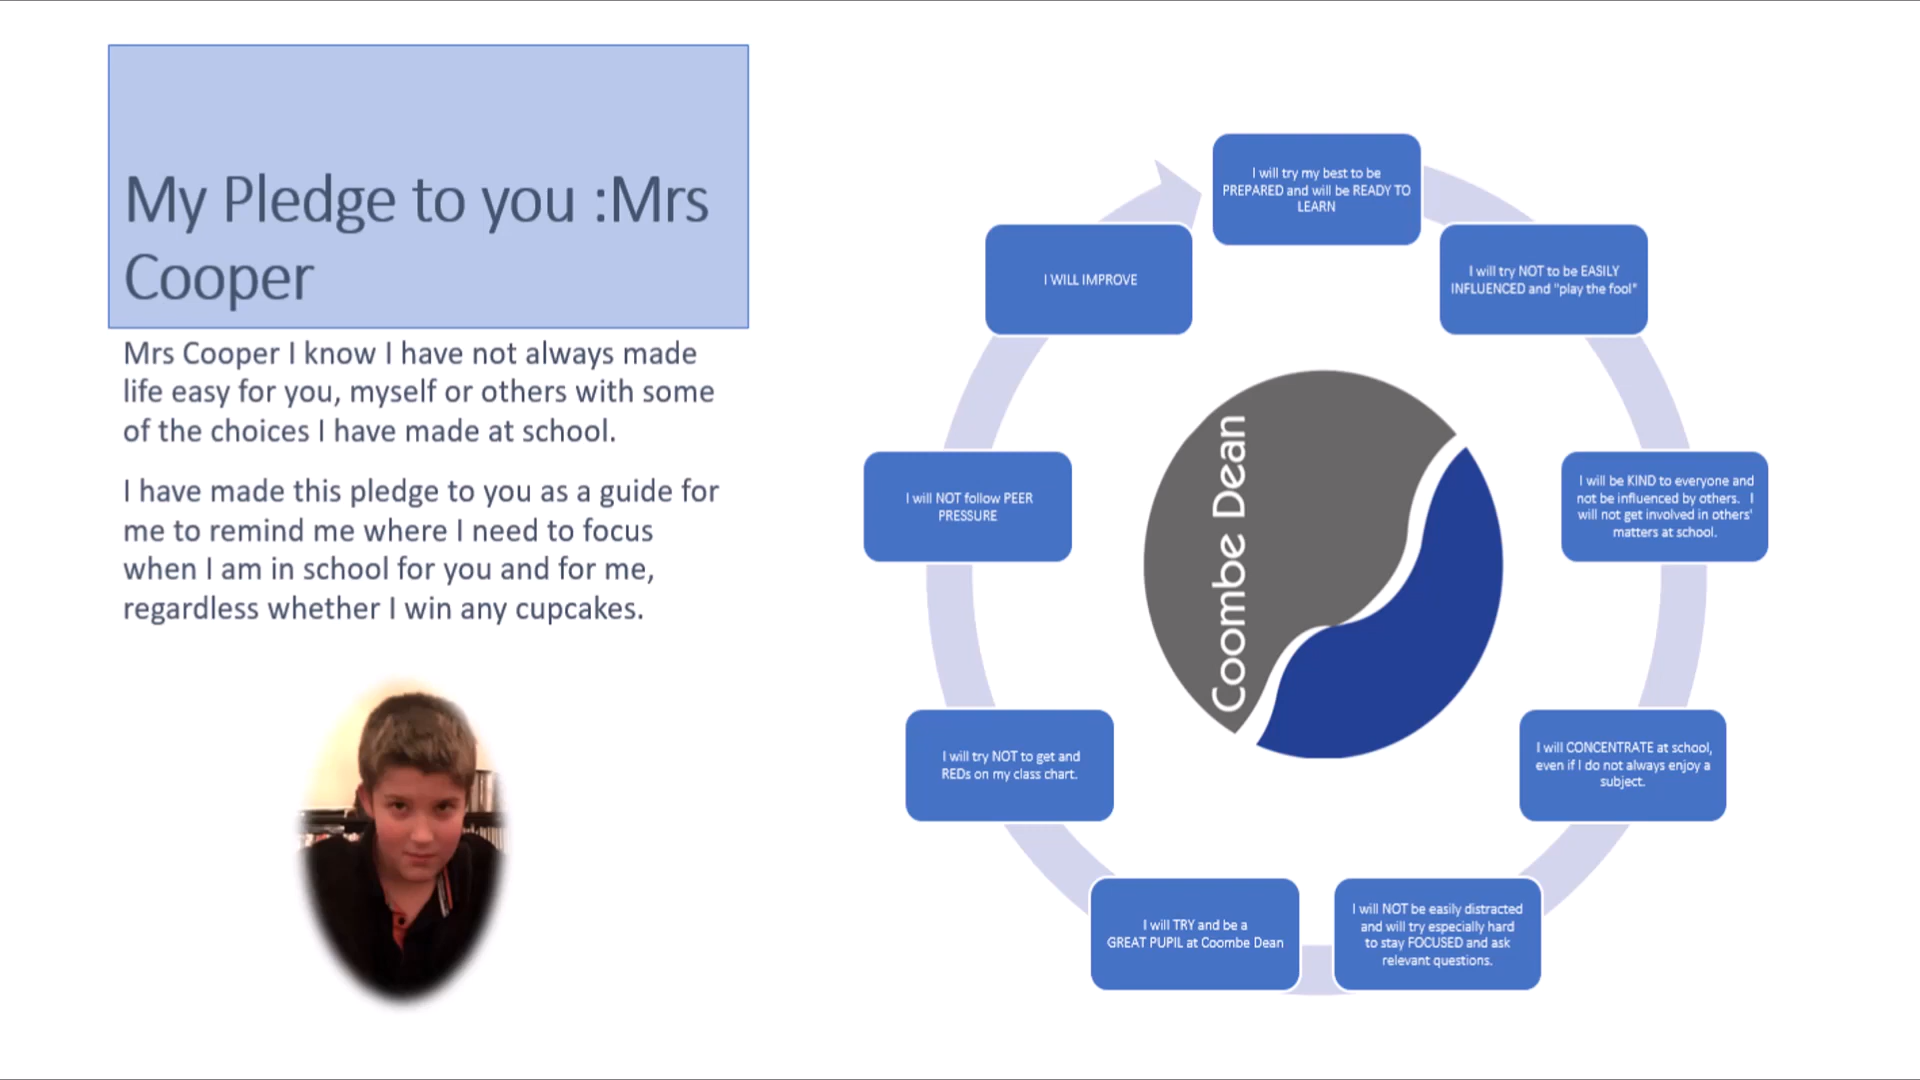 My Pledge to you :Mrs
Cooper
Mrs Cooper I know I have not always made
life easy for you, myself or others with some
of the choices I have made at school.
I have made this pledge to you as a guide for
me to remind me where I need to focus
when I am in school for you and for me,
regardless whether I win any cupcakes.
I will try my best to be
PREPARED and will be READY TO
LEARN
I will try NOT to be EASILY
INFLUENCED and "play the fool"
I will be KIND to everyone and
not be influenced by others. I
will not get involved in others'
matters at school.
I will CONCENTRATE at school,
even if I do not always enjoy a
subject.
I will NOT be easily distracted
and will try especially hard
to stay FOCUSED and ask
relevant questions.
I will TRY and be a
GREAT PUPIL at Coombe Dean
I will try NOT to get and
REDs on my class chart.
I will NOT follow PEER
PRESSURE
I WILL IMPROVE
Coombe Dean